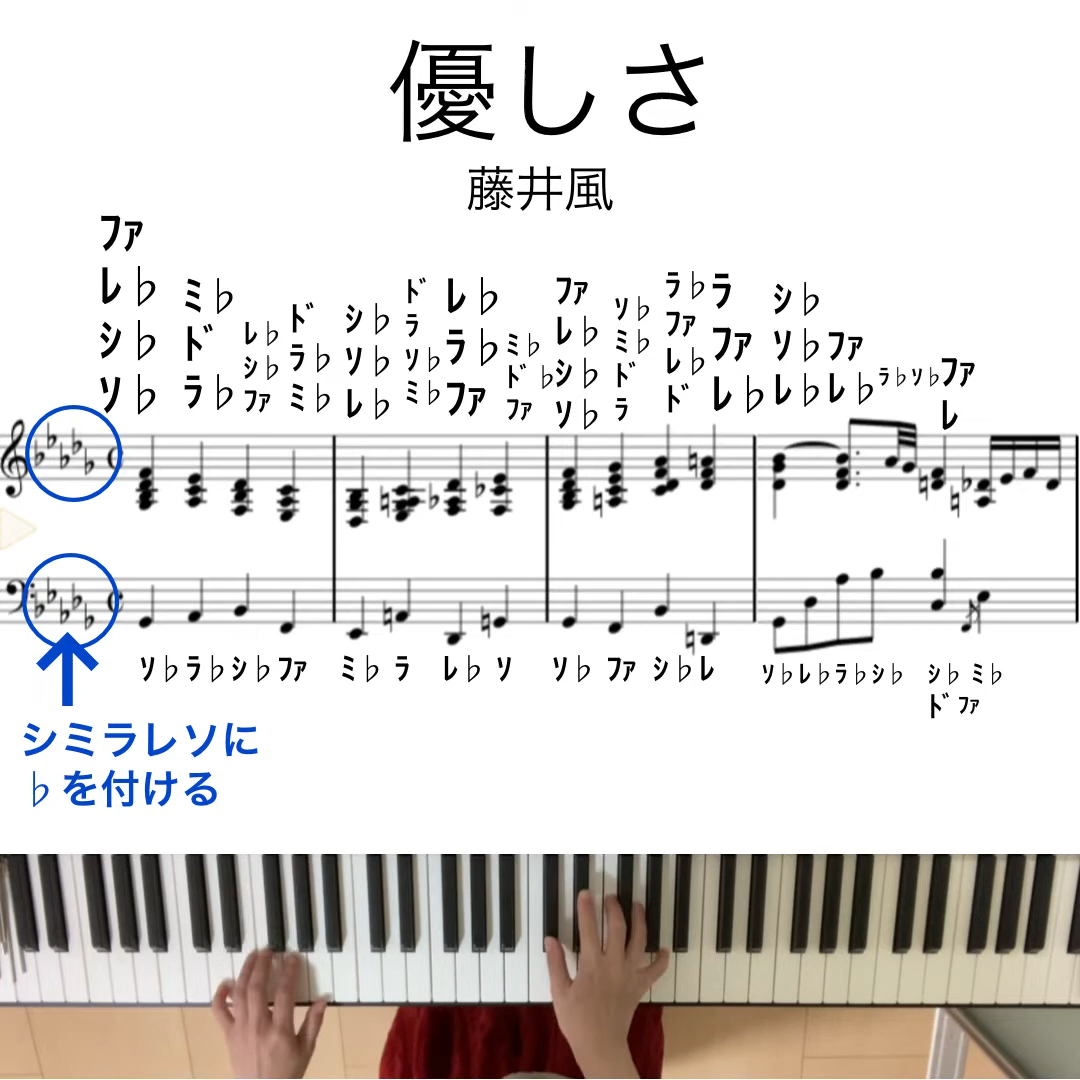 優しさ
藤井風
ﾌｧ
レ♭ ミ♭ ﾄﾞ レ♭ ﾌｧ ソ♭ ラ♭ラ シ♭
シ♭ ﾄﾞ レ♭ ﾄﾞ シ♭ ラ ラ♭ ミ♭ レ♭ ミ♭ ﾌｧ ﾌｧ ソ♭ﾌｧ
ソ♭ ラ♭ シ♭ ラ♭ ソ♭ ソ♭ ﾌｧ ﾄﾞ♭ シ♭ ﾄﾞ レ♭ レ♭ レ♭レ♭ ラ♭ソ♭ﾌｧ
ﾌｧ ミ♭ レ♭ ミ♭ ﾌｧ ソ♭ ラ ﾄﾞ レ
ソ♭ラ♭シ♭ﾌｧ ミ♭ ラ レ♭ ソ ソ♭ ﾌｧ シ♭レ ソ♭レ♭ラ♭シ♭ シ♭ ミ♭
ﾄﾞ ﾌｧ
シミラレソに
♭を付ける